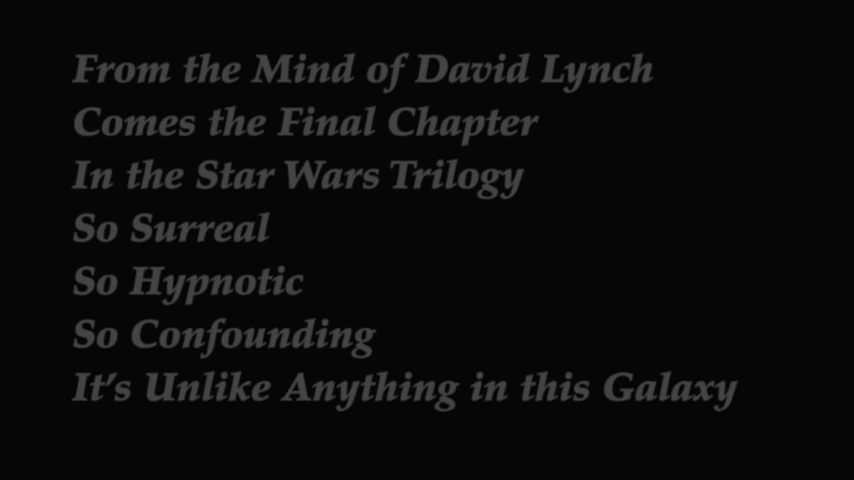 From the Mind of David Lynch
Comes the Final Chapter
In the Star Wars Trilogy
So Surreal
So Hypnotic
So Confounding
It’s Unlike Anything in this Galaxy